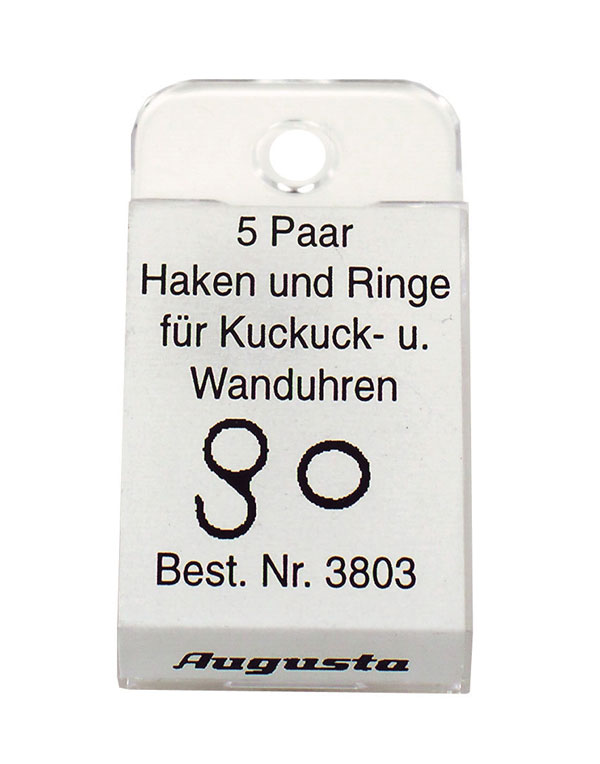 5 Paar
Haken und Ringe
für Kuckuck- u.
Wanduhren
Best. Nr. 3803
Augusta